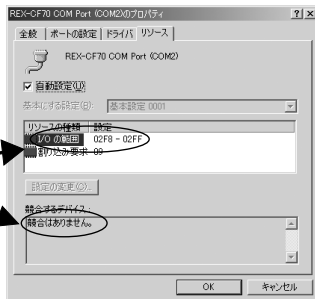 REX-CF70 COM Port (COM2)のプロパティ
全般 ポートの設定 ドライバ リソース
REX-CF70 COM Port (COM2)
自動設定(U)
基本にする設定(B): 基本設定 0001
リソースの種類 設定
I/O の範囲 02F8 - 02FF
割り込み要求 09
設定の変更(C)...
競合するデバイス:
競合はありません。
OK キャンセル